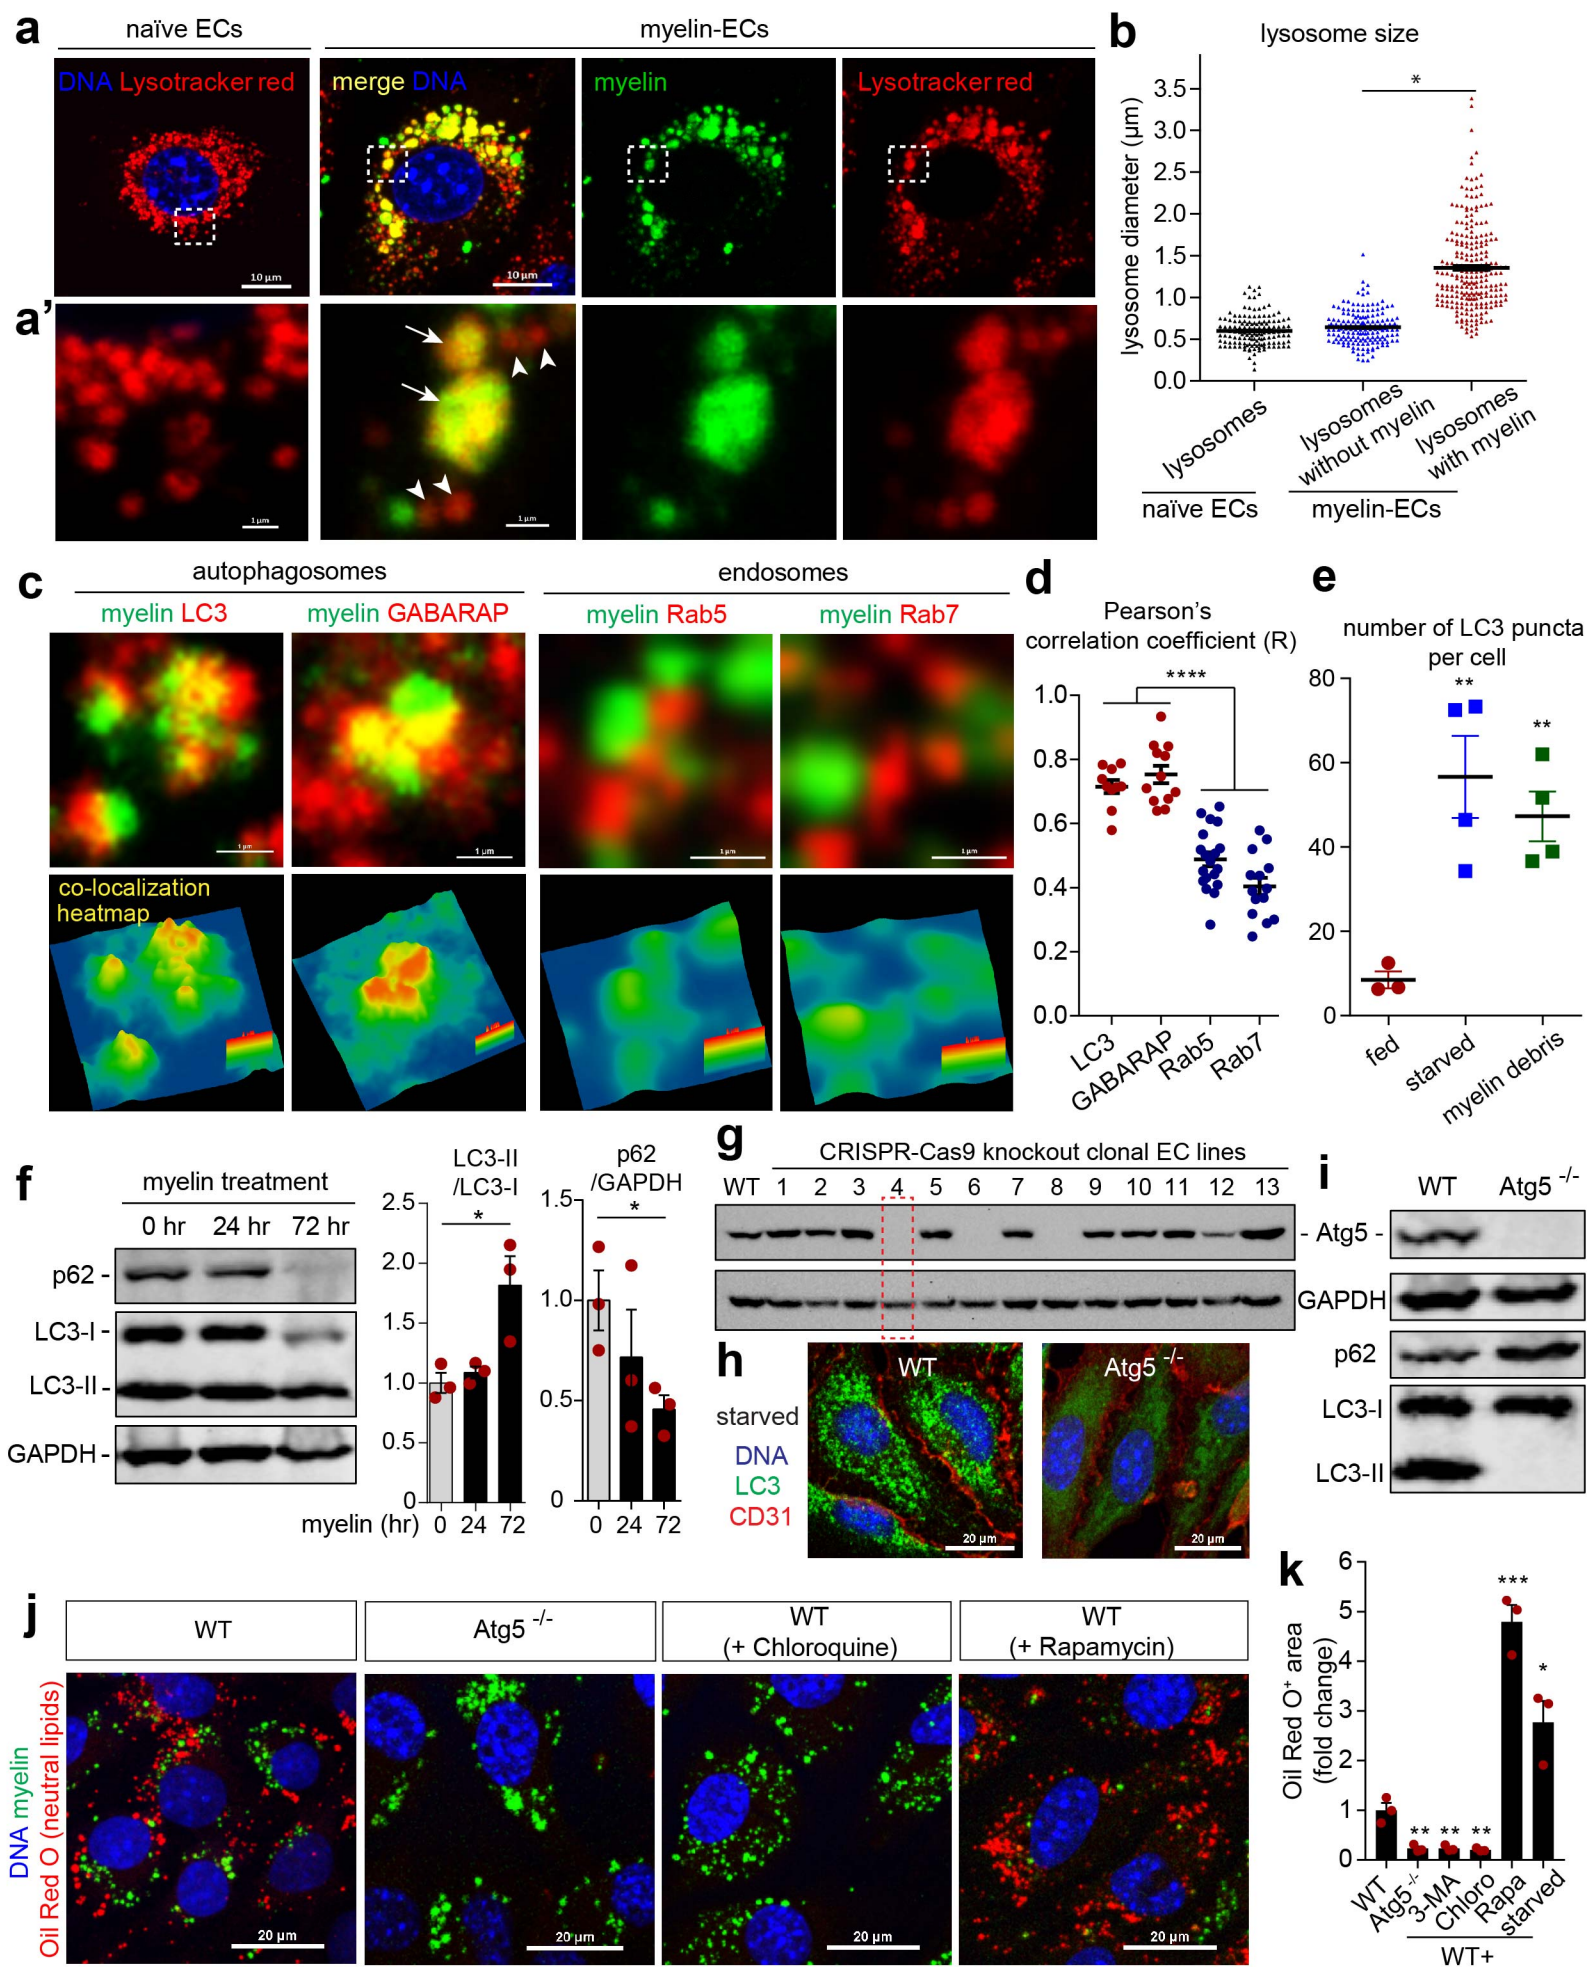 a
naïve ECs
myelin-ECs
DNA Lysotracker red
merge DNA
myelin
Lysotracker red
10 µm
10 µm
a’
1 µm
1 µm
b
lysosome size
*
lysosome diameter (µm)
3.5
3.0
2.5
2.0
1.5
1.0
0.5
0.0
lysosomes
lysosomes
without myelin
lysosomes
with myelin
naïve ECs
myelin-ECs
c
autophagosomes
endosomes
myelin LC3
myelin GABARAP
myelin Rab5
myelin Rab7
1 µm
1 µm
1 µm
1 µm
co-localization
heatmap
d
Pearson’s
correlation coefficient (R)
****
1.0
0.8
0.6
0.4
0.2
0.0
LC3
GABARAP
Rab5
Rab7
e
number of LC3 puncta
per cell
**
**
80
60
40
20
0
fed
starved
myelin debris
f
myelin treatment
0 hr 24 hr 72 hr
p62 -
LC3-I -
LC3-II -
GAPDH -
LC3-II
/LC3-I
*
2.5
2.0
1.5
1.0
0.5
0
myelin (hr) 0 24 72
p62
/GAPDH
*
1.5
1.0
0.5
0
0 24 72
g
CRISPR-Cas9 knockout clonal EC lines
WT 1 2 3 4 5 6 7 8 9 10 11 12 13
- Atg5 -
GAPDH
h
WT
Atg5 -/-
starved
DNA
LC3
CD31
20 µm
20 µm
i
WT Atg5 -/-
p62
LC3-I
LC3-II
j
WT
Atg5 -/-
WT
(+ Chloroquine)
WT
(+ Rapamycin)
DNA myelin
Oil Red O (neutral lipids)
20 µm
20 µm
20 µm
20 µm
k
Oil Red O+ area
(fold change)
6
5
4
3
2
1
0
**
**
**
***
*
WT
Atg5-/-
3-MA
Chloro
Rapa
starved
WT+